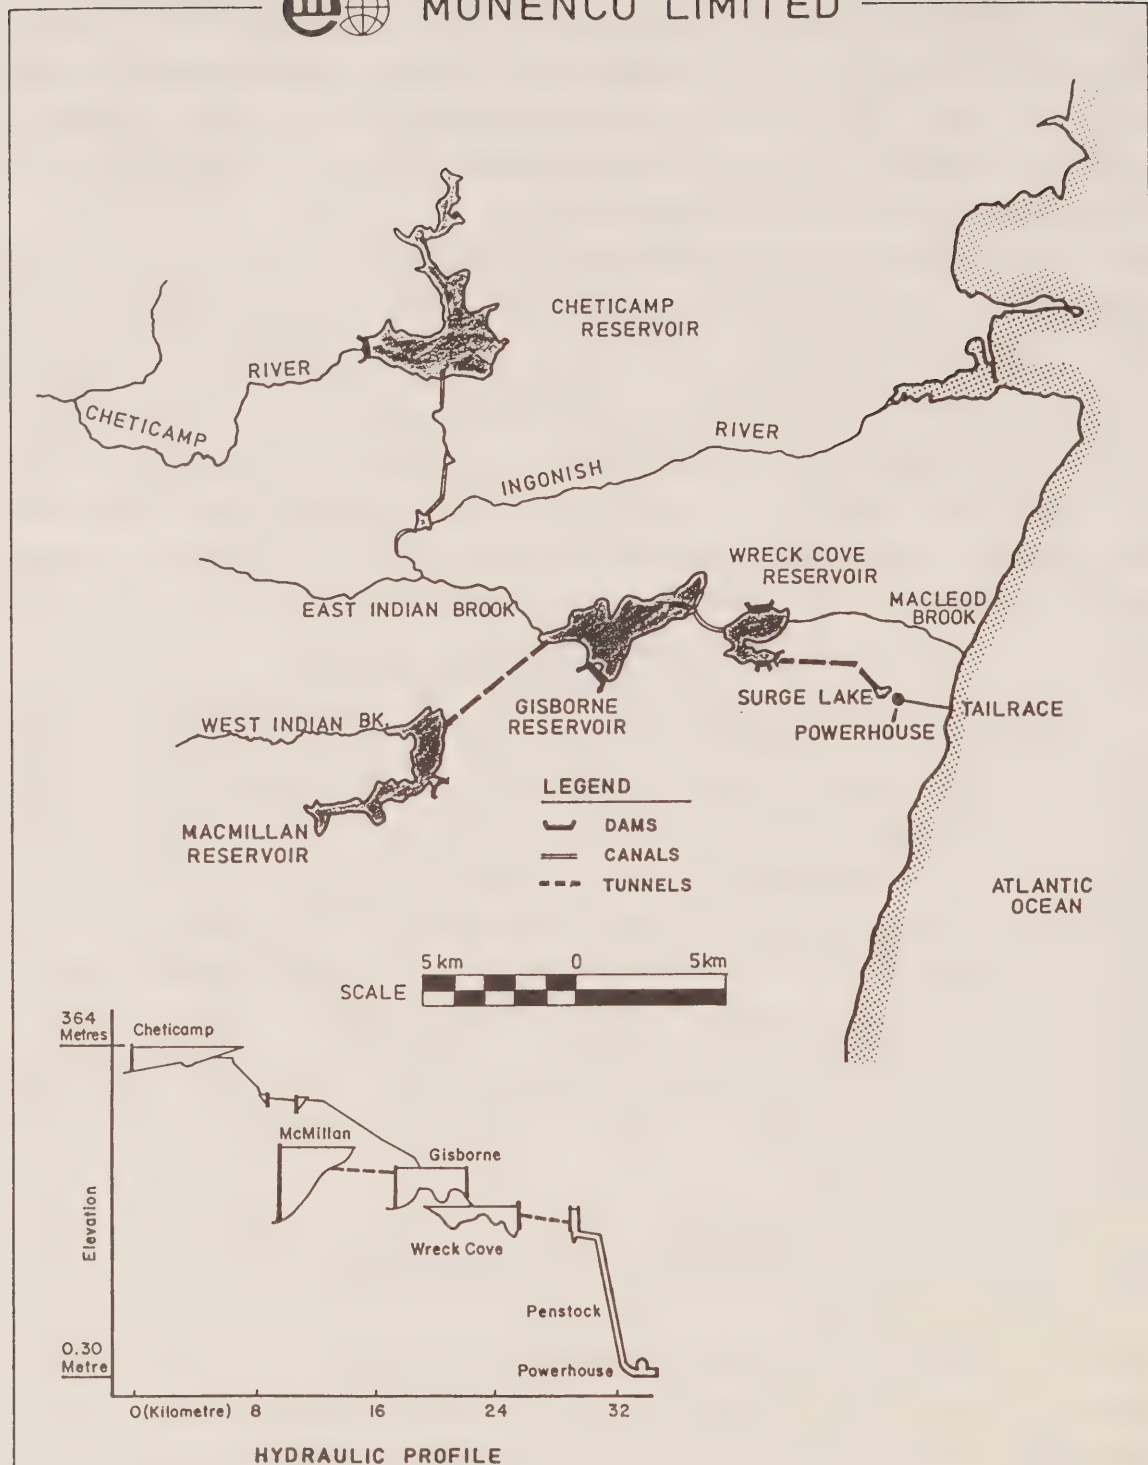 MONENCO LIMITED
CHETICAMP
RESERVOIR
RIVER
CHETICAMP
RIVER
INGONISH
WRECK COVE
RESERVOIR
MACLEOD
BROOK
EAST INDIAN BROOK
SURGE LAKE
TAILRACE
GISBORNE
RESERVOIR
POWERHOUSE
WEST INDIAN BK.
LEGEND
DAMS
CANALS
TUNNELS
MACMILLAN
RESERVOIR
ATLANTIC
OCEAN
5 km 0 5km
SCALE
364
Metres
Cheticamp
McMillan
Gisborne
Elevation
Wreck Cove
Penstock
0.30
Metre
Powerhouse
0(Kilometre) 8 16 24 32
HYDRAULIC PROFILE